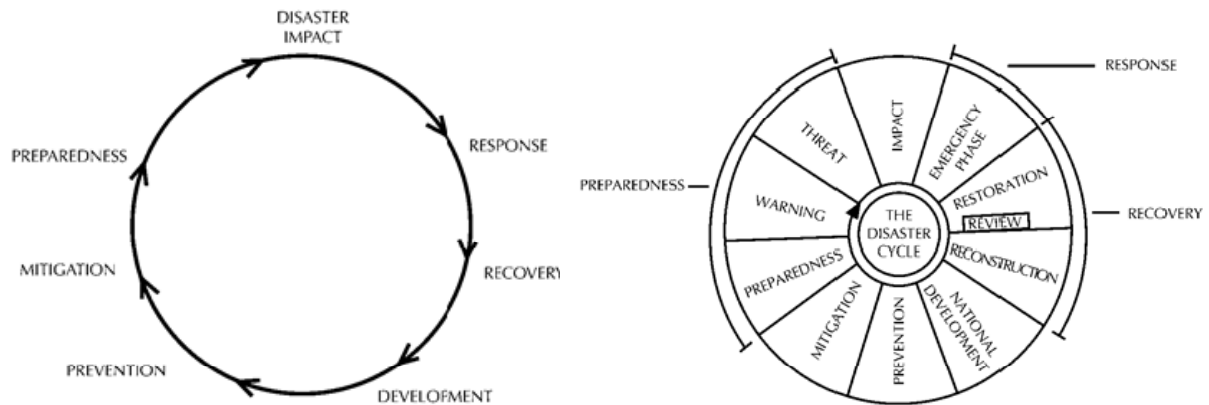 DISASTER
IMPACT
RESPONSE
RECOVERY
DEVELOFMENT
PREVENTION
MITIGATION
PREPAREDNESS
RESPONSE
RECOVERY
PREPAREDNESS
THREAT
IMPACT
EMERGENCY
PHASE
RESTORATION
REVIEW
RECONSTRUCTION
NATIONAL
DEVELOPMENT
PREVENTION
MITIGATION
PREPAREDNESS
WARNING
THE
DISASTER
CYCLE